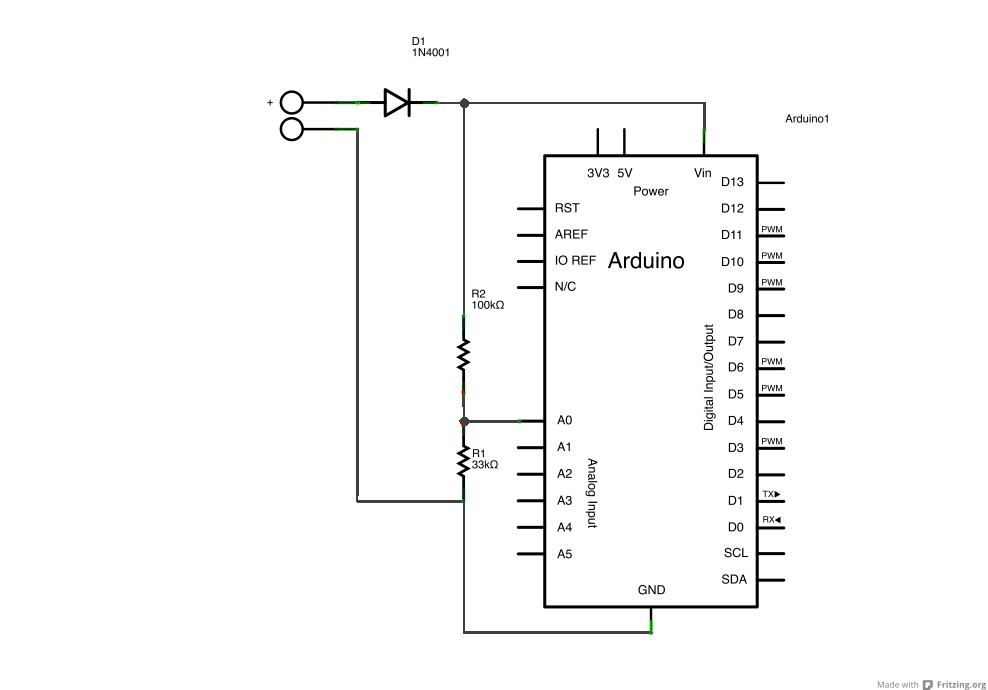 D1
1N4001
+
Arduino1
3V3 5V Vin
Power
D13
RST
D12
AREF
D11 PWM
IO REF
Arduino
D10 PWM
N/C
D9 PWM
R2
100kΩ
D8
D7
D6 PWM
D5 PWM
Digital Input/Output
A0
D4
A1
D3 PWM
R1
33kΩ
A2
D2
Analog Input
A3
D1 TX▶
A4
D0 RX◀
A5
SCL
SDA
GND
Made with Fritzing.org